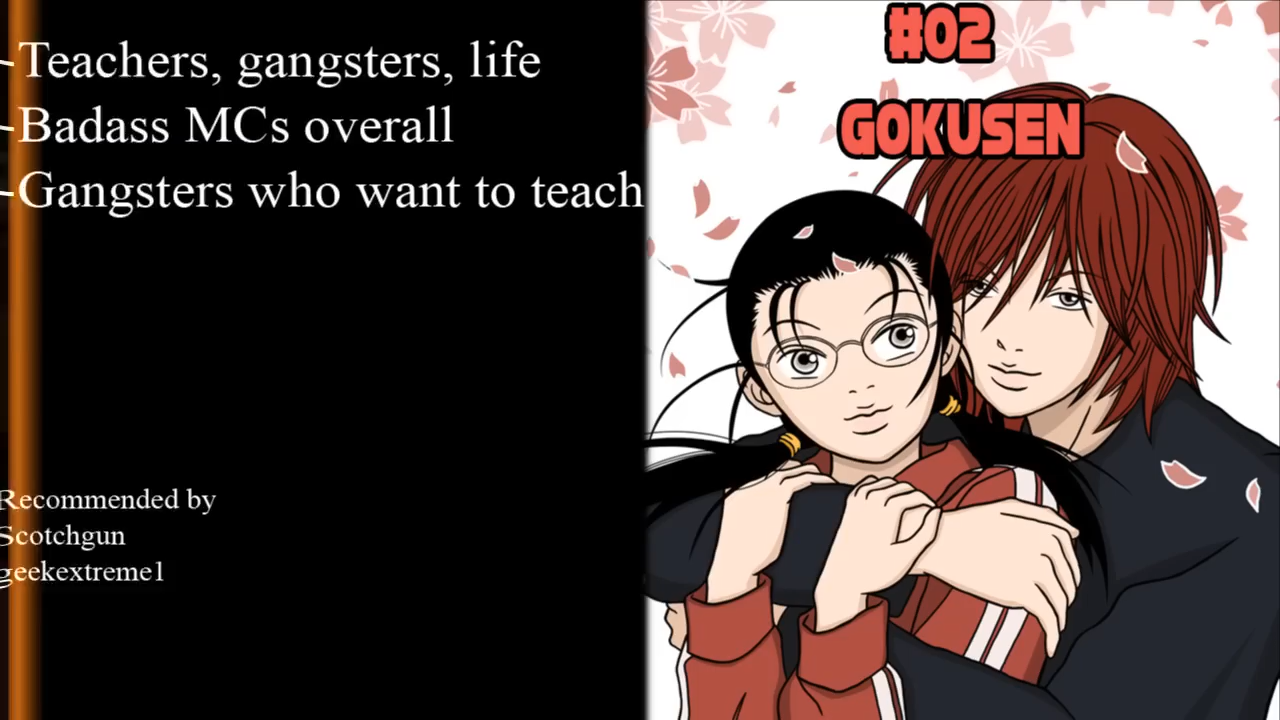 Teachers, gangsters, life
Badass MCs overall
Gangsters who want to teach
Recommended by
Scotchgun
geekextreme1
#02
GOKUSEN